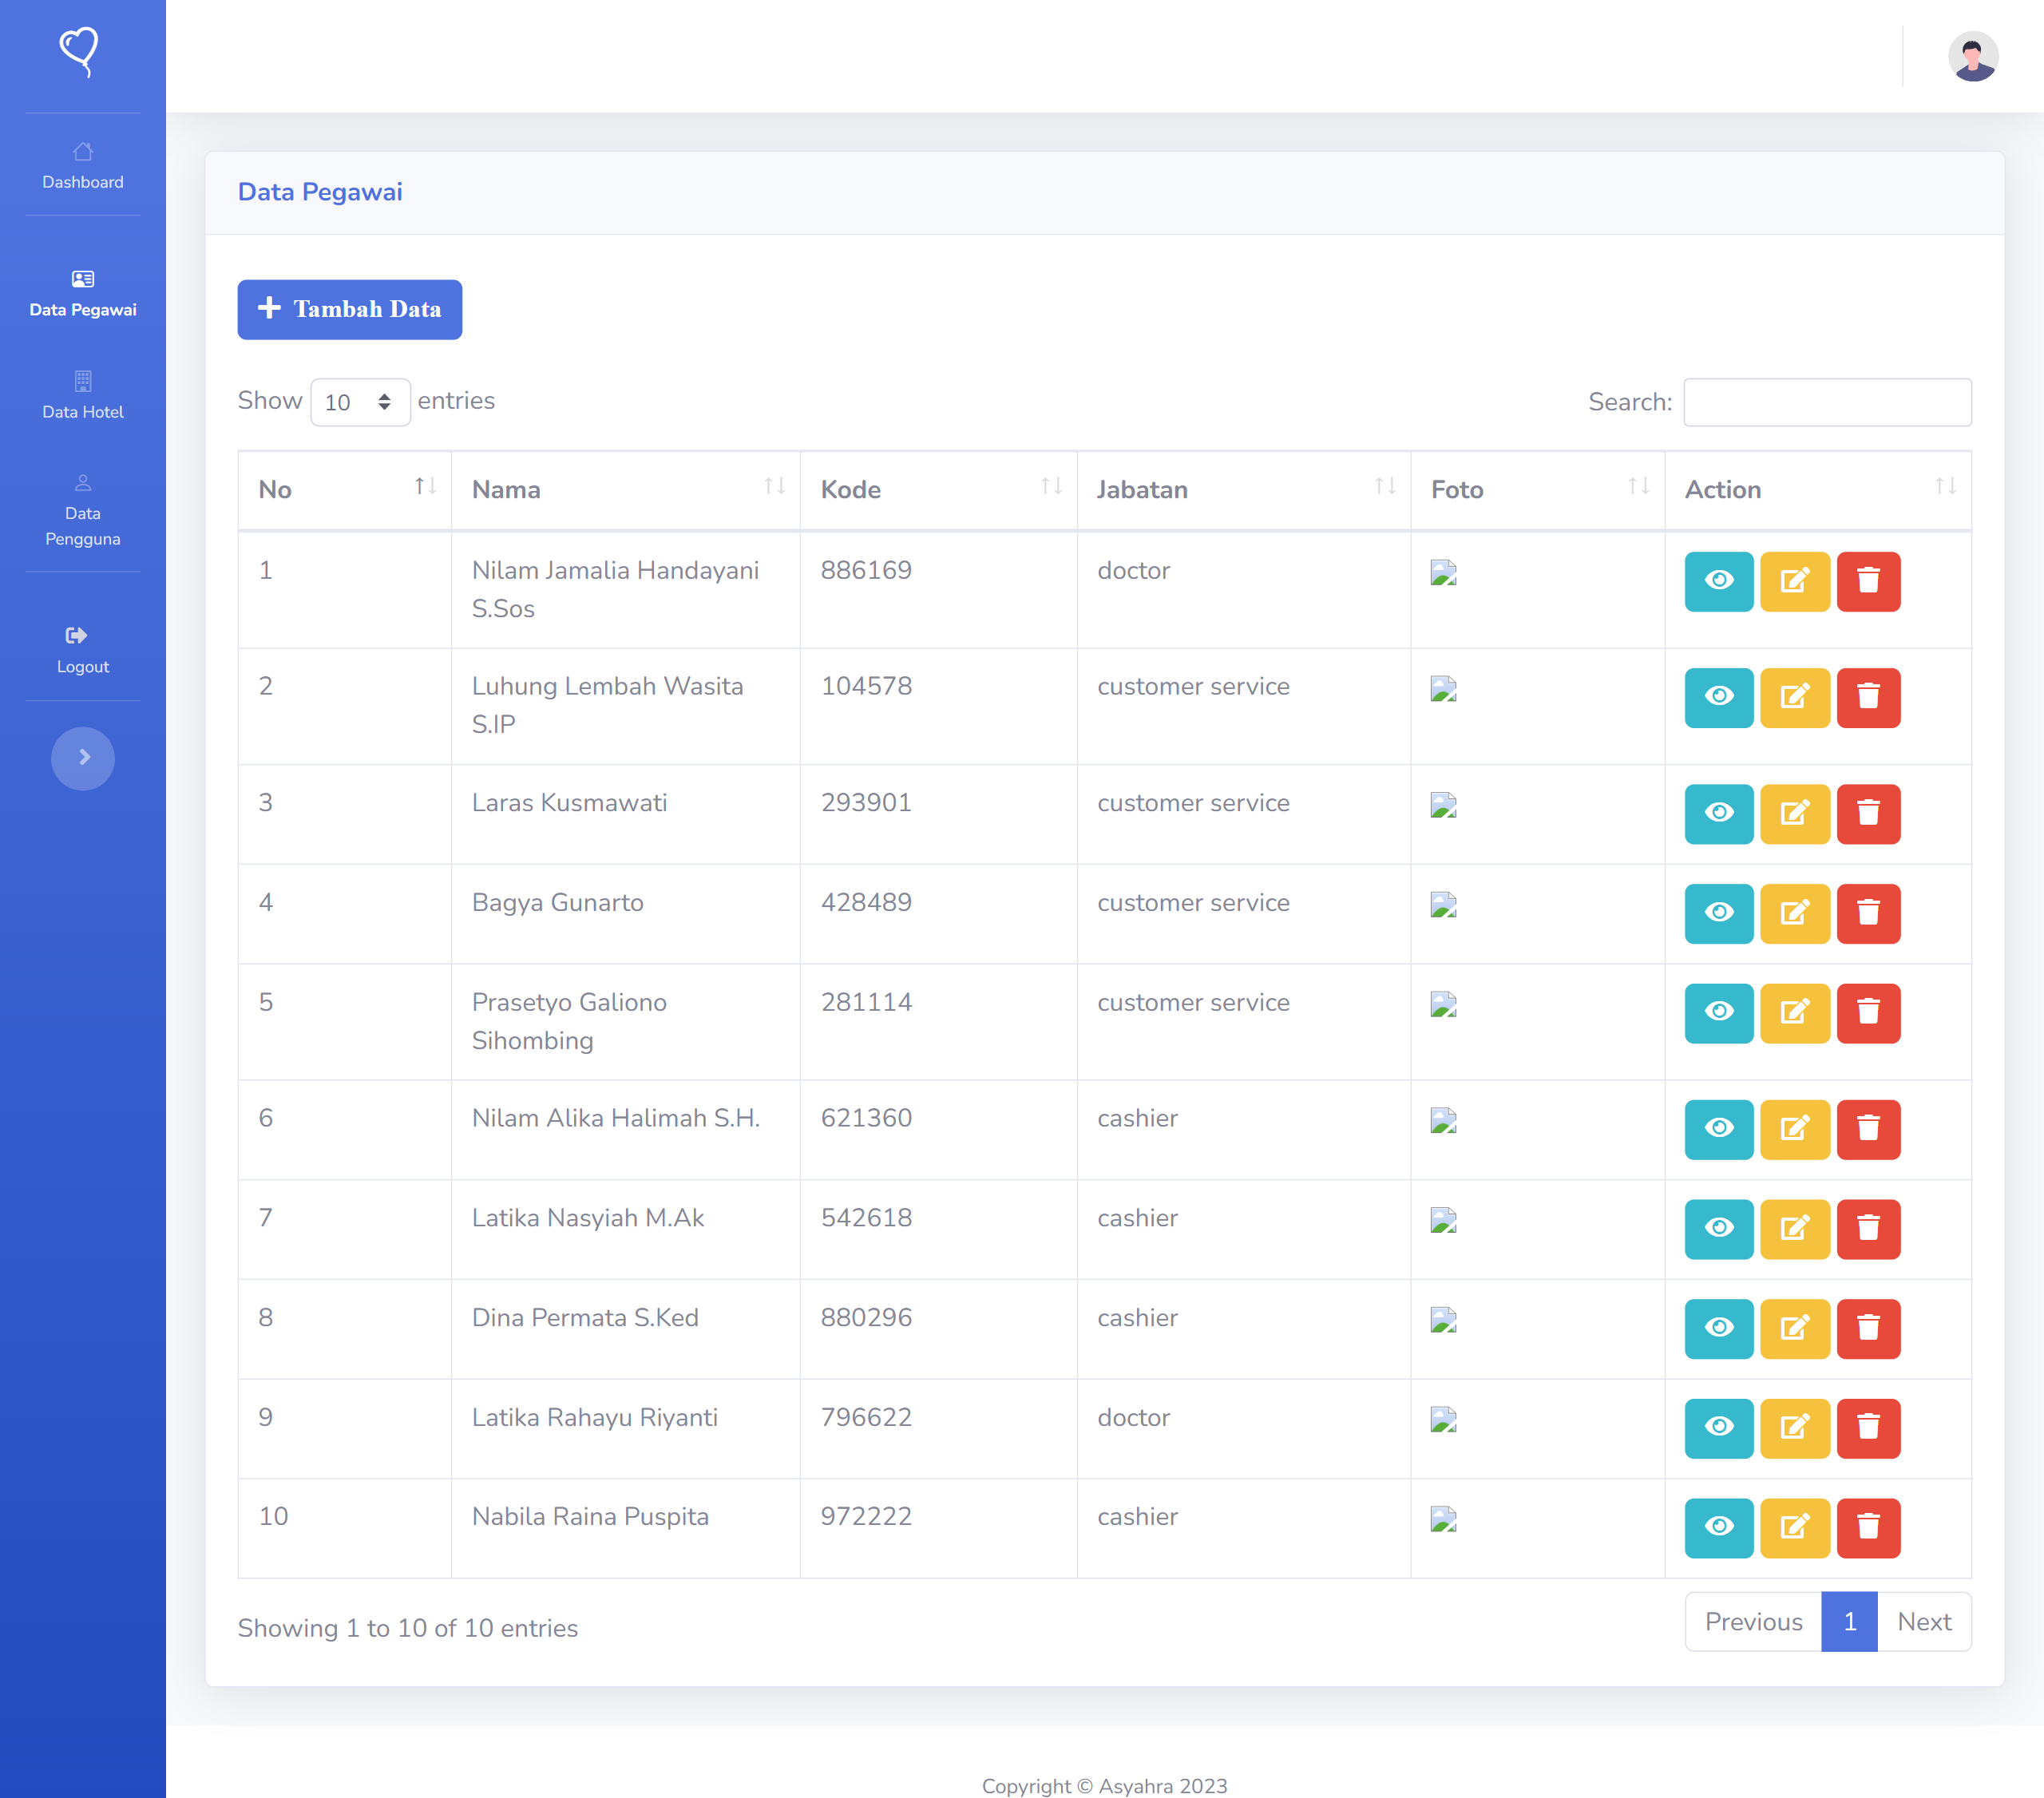 Dashboard
Data Pegawai
Data Hotel
Data
Pengguna
Logout
Data Pegawai
Tambah Data
Show 10 entries
Search:
No Nama Kode Jabatan Foto Action
1 Nilam Jamalia Handayani 886169 doctor
S.Sos
2 Luhung Lembah Wasita 104578 customer service
S.IP
3 Laras Kusmawati 293901 customer service
4 Bagya Gunarto 428489 customer service
5 Prasetyo Galiono 281114 customer service
Sihombing
6 Nilam Alika Halimah S.H. 621360 cashier
7 Latika Nasyiah M.Ak 542618 cashier
8 Dina Permata S.Ked 880296 cashier
9 Latika Rahayu Riyanti 796622 doctor
10 Nabila Raina Puspita 972222 cashier
Showing 1 to 10 of 10 entries
Previous 1 Next
Copyright © Asyahra 2023